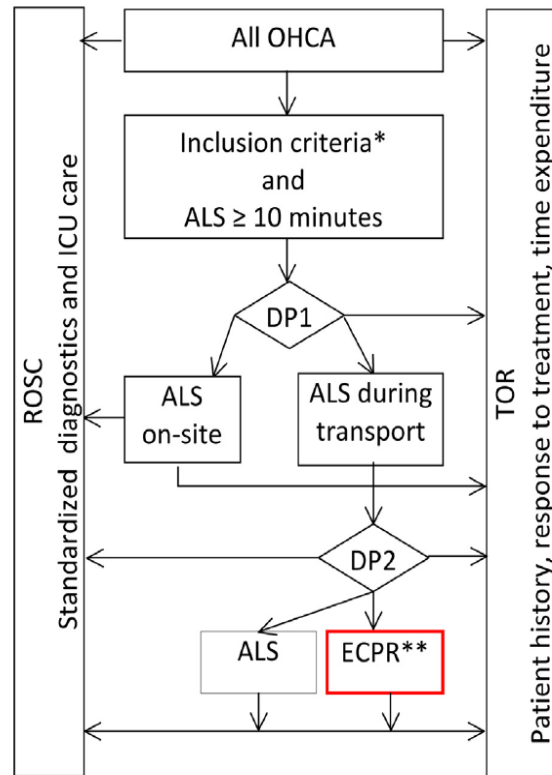 All OHCA
Inclusion criteria*
and
ALS ≥ 10 minutes
DP1
ALS
on-site
ALS during
transport
DP2
ALS
ECPR**
ROSC
Standardized diagnostics and ICU care
TOR
Patient history, response to treatment, time expenditure